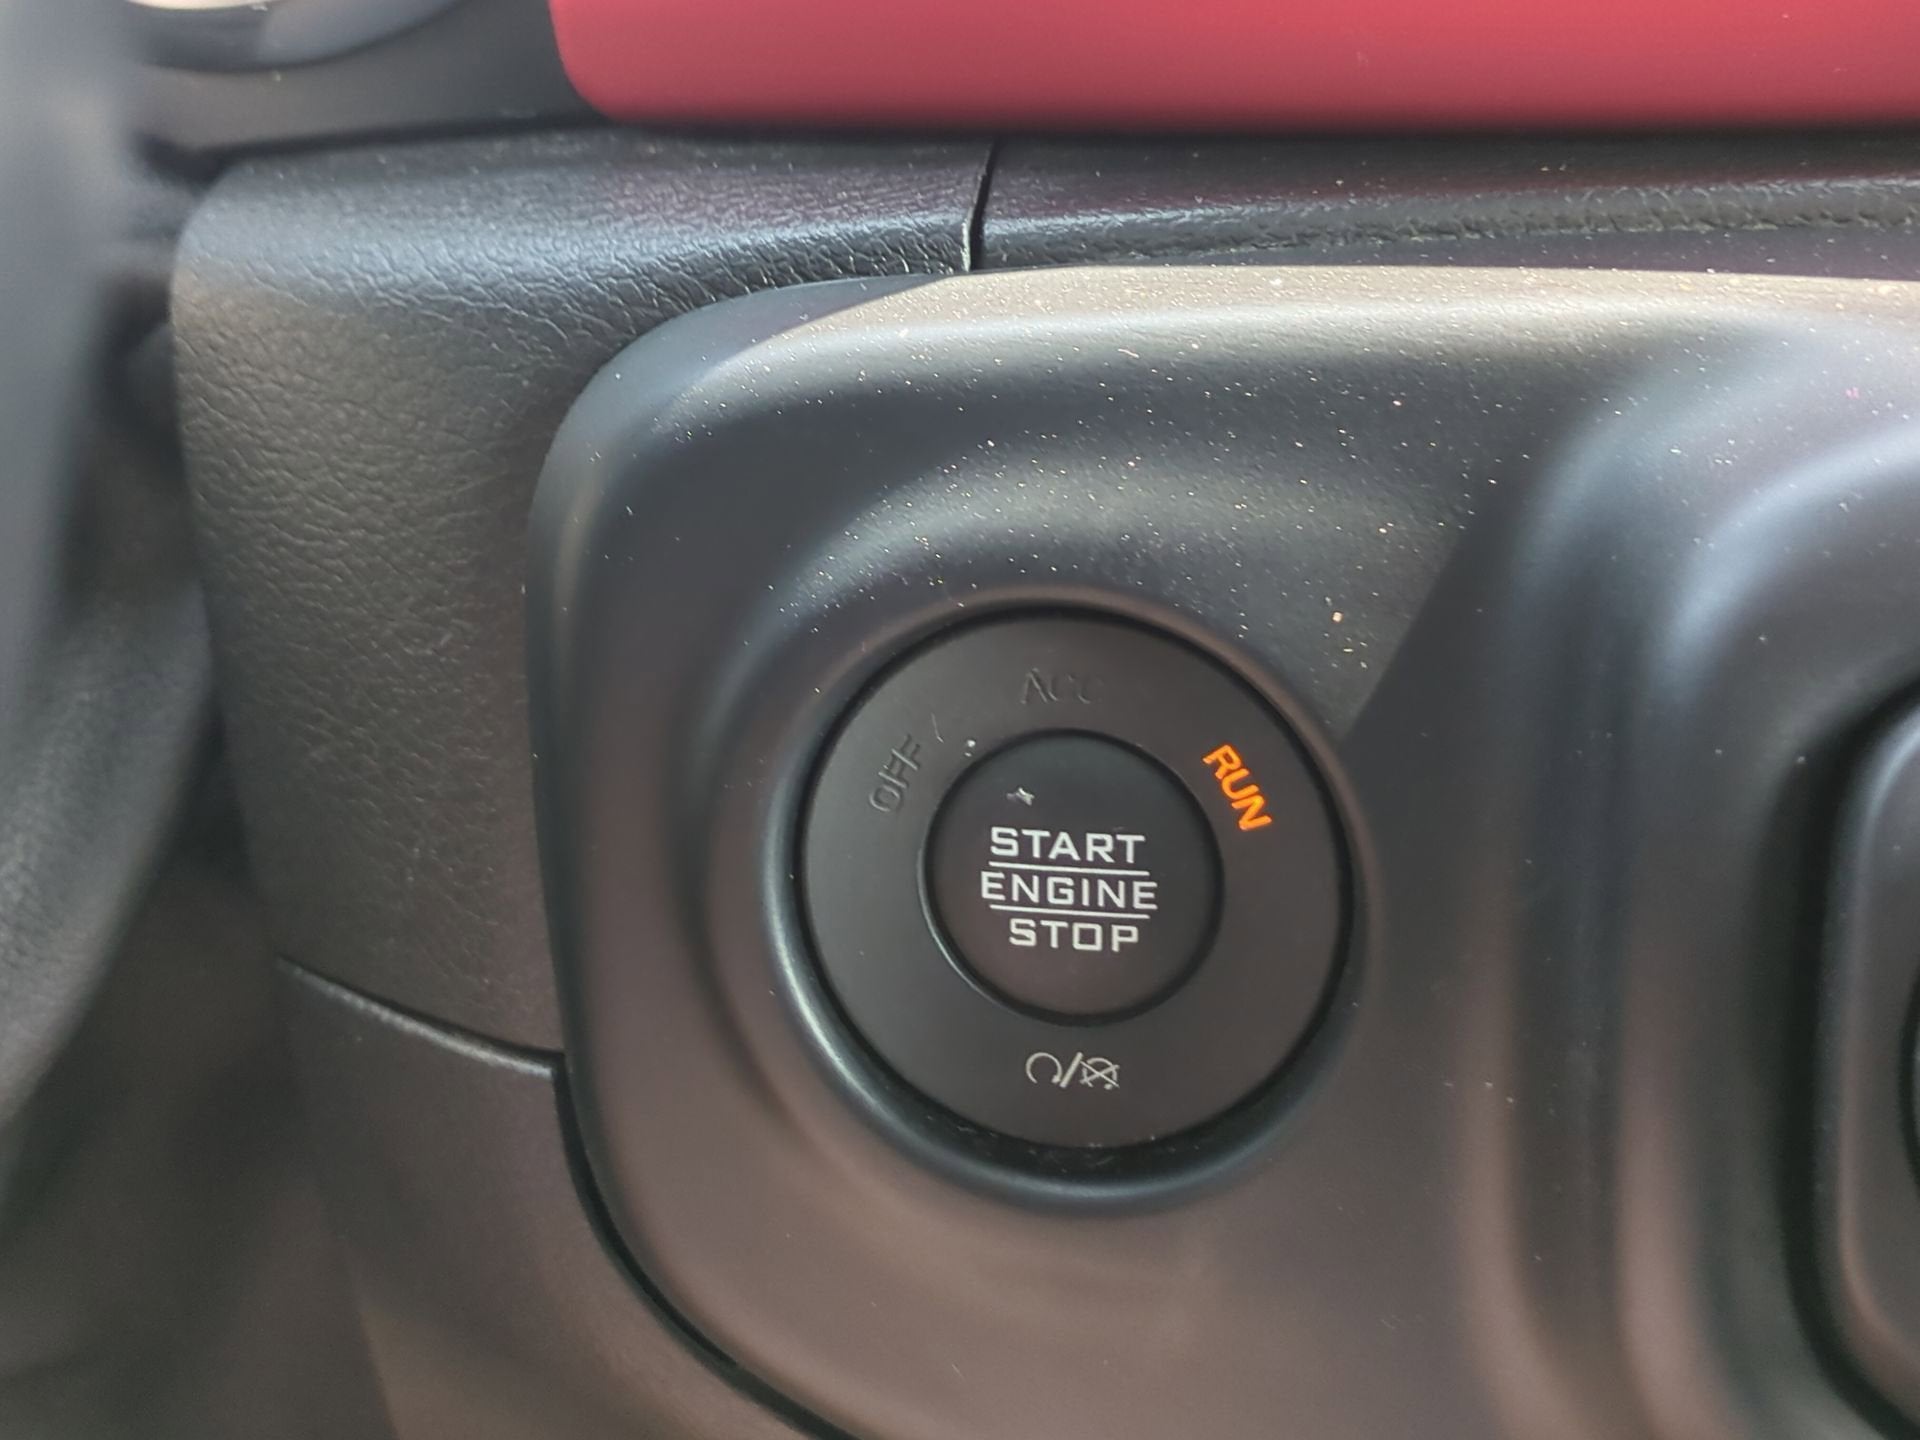 ACC
OFF
RUN
START
ENGINE
STOP